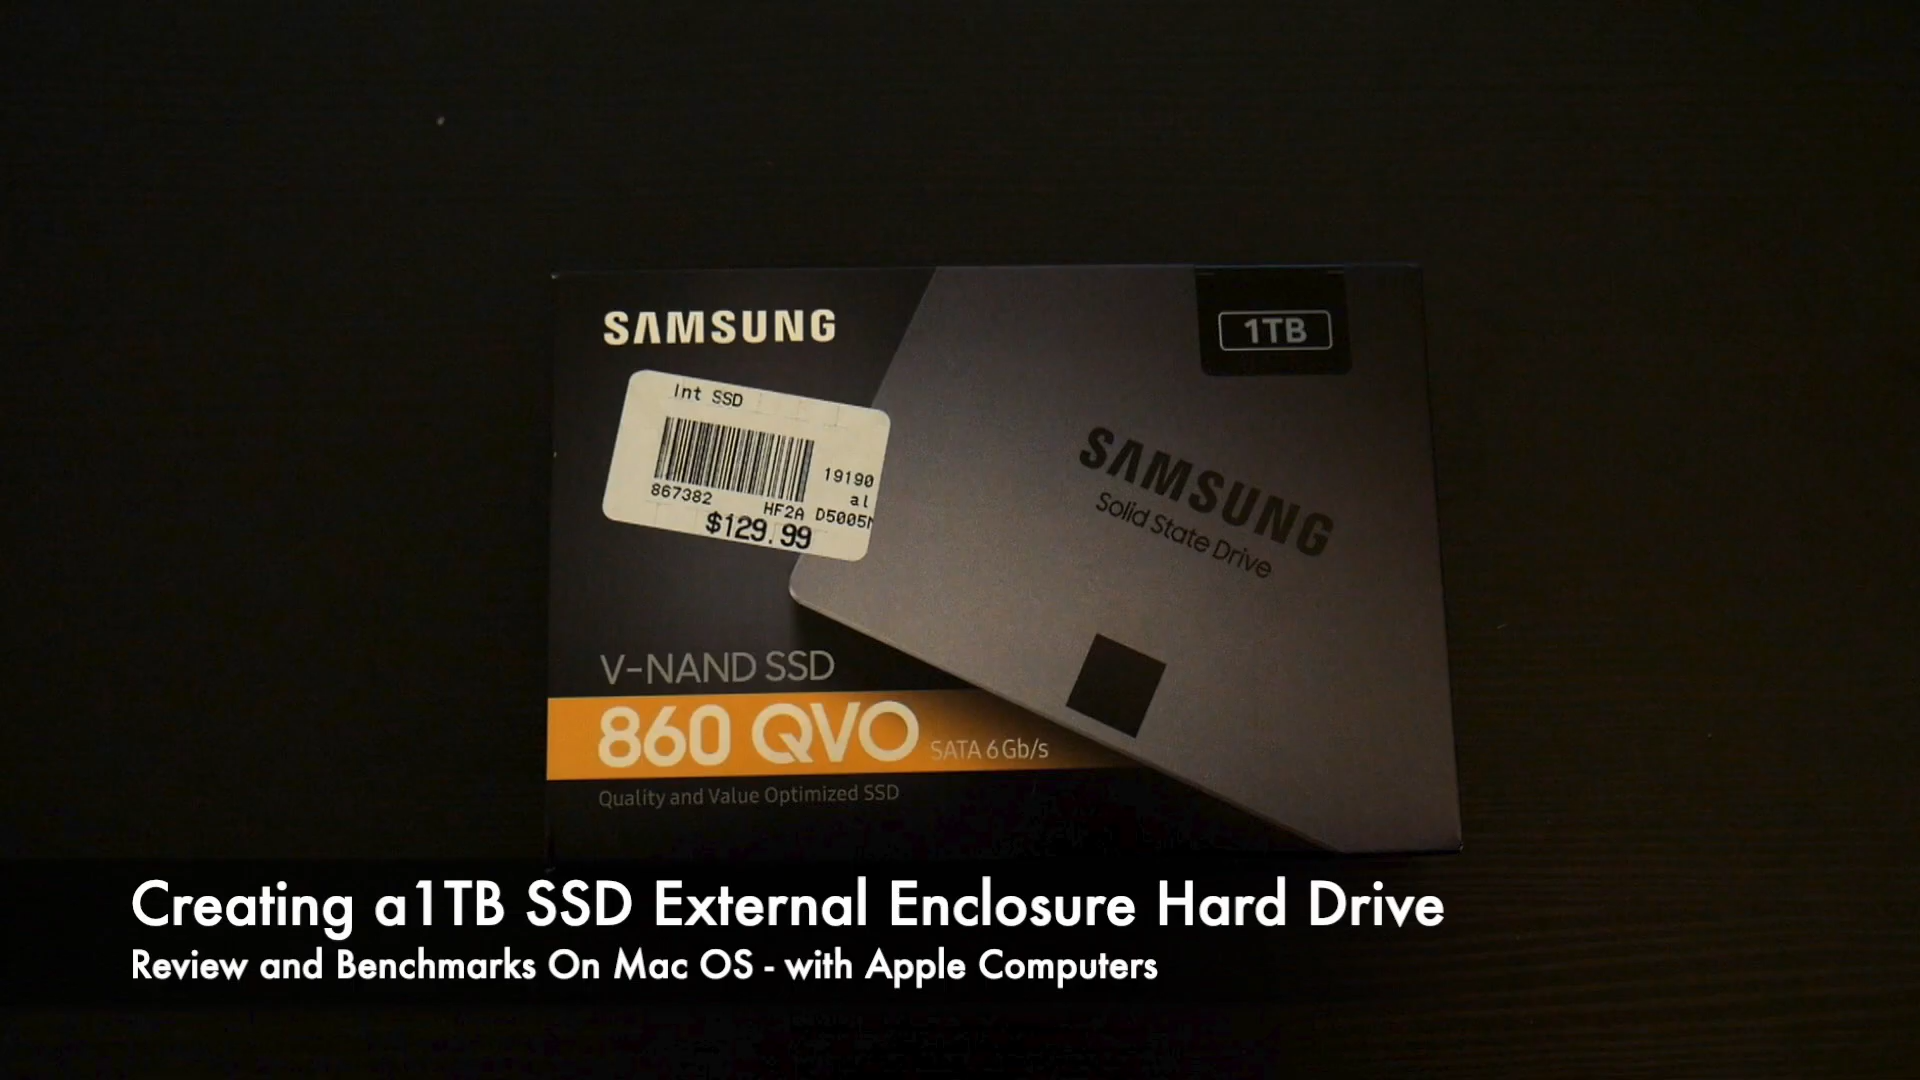 SAMSUNG
1TB
Int SSD
19190
867382
al
HF2A D5005
$129.99
SAMSUNG
Solid State Drive
V-NAND SSD
860 QVO SATA 6Gb/s
Quality and Value Optimized SSD
Creating a1TB SSD External Enclosure Hard Drive
Review and Benchmarks On Mac OS - with Apple Computers